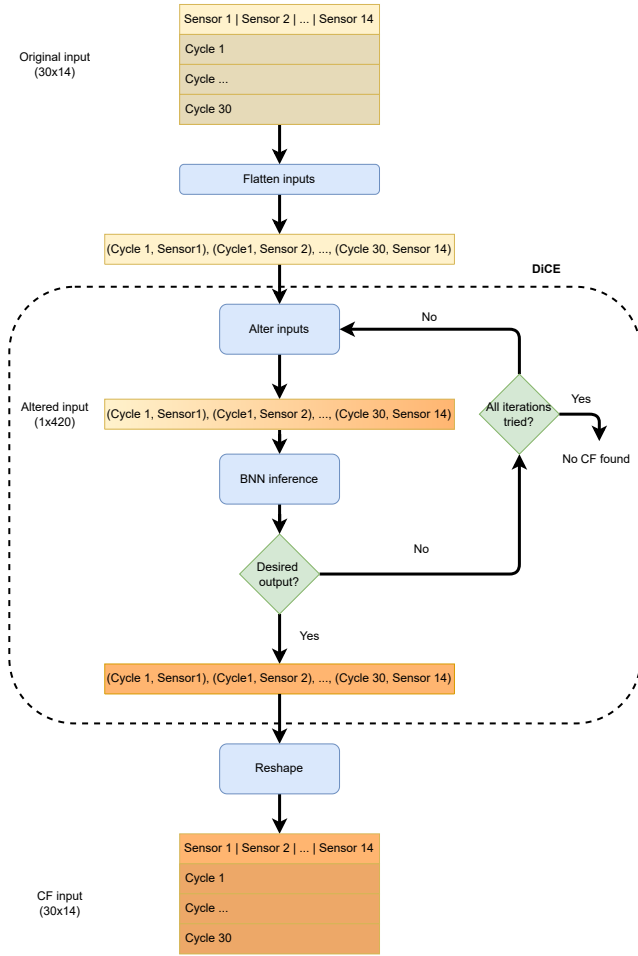 Sensor 1 | Sensor 2 | ... | Sensor 14
Original input
(30x14)
Cycle 1
Cycle ...
Cycle 30
Flatten inputs
(Cycle 1, Sensor1), (Cycle1, Sensor 2), ..., (Cycle 30, Sensor 14)
DiCE
Alter inputs
No
Altered input
(1x420)
(Cycle 1, Sensor1), (Cycle1, Sensor 2), ..., (Cycle 30, Sensor 14)
All iterations
tried?
Yes
No CF found
BNN inference
Desired
output?
No
Yes
(Cycle 1, Sensor1), (Cycle1, Sensor 2), ..., (Cycle 30, Sensor 14)
Reshape
Sensor 1 | Sensor 2 | ... | Sensor 14
Cycle 1
Cycle ...
Cycle 30
CF input
(30x14)